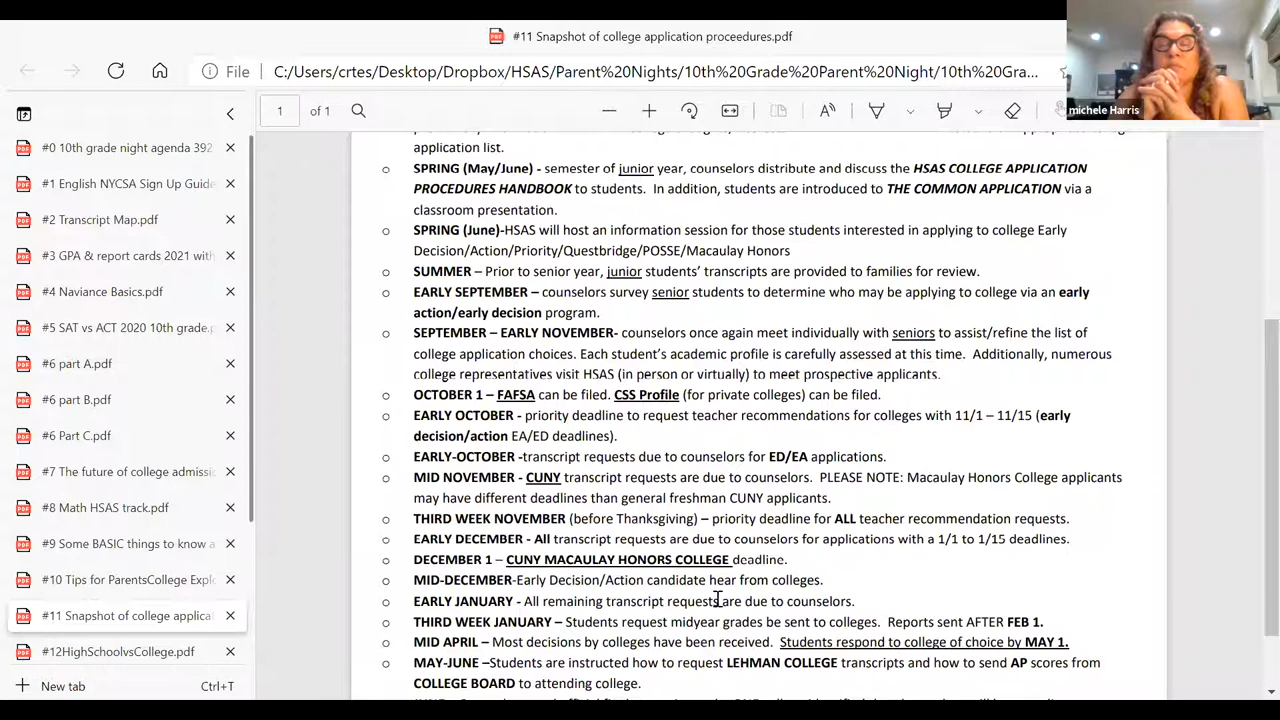 #11 Snapshot of college application proceedures.pdf
File
C:/Users/crtes/Desktop/Dropbox/HSAS/Parent%20Nights/10th%20Grade%20Parent%20Night/10th%20Gra...
michele Harris
1 of 1
#0 10th grade night agenda 392
#1 English NYCSA Sign Up Guide
#2 Transcript Map.pdf
#3 GPA & report cards 2021 with
#4 Naviance Basics.pdf
#5 SAT vs ACT 2020 10th grade.p
#6 part A.pdf
#6 part B.pdf
#6 Part C.pdf
#7 The future of college admissi
#8 Math HSAS track.pdf
#9 Some BASIC things to know a
#10 Tips for ParentsCollege Expl
#11 Snapshot of college applica
#12HighSchoolvsCollege.pdf
New tab Ctrl+T
application list.
o SPRING (May/June) - semester of junior year, counselors distribute and discuss the HSAS COLLEGE APPLICATION
PROCEDURES HANDBOOK to students. In addition, students are introduced to THE COMMON APPLICATION via a
classroom presentation.
o SPRING (June)-HSAS will host an information session for those students interested in applying to college Early
Decision/Action/Priority/Questbridge/POSSE/Macaulay Honors
o SUMMER – Prior to senior year, junior students’ transcripts are provided to families for review.
o EARLY SEPTEMBER – counselors survey senior students to determine who may be applying to college via an early
action/early decision program.
o SEPTEMBER – EARLY NOVEMBER- counselors once again meet individually with seniors to assist/refine the list of
college application choices. Each student’s academic profile is carefully assessed at this time. Additionally, numerous
college representatives visit HSAS (in person or virtually) to meet prospective applicants.
o OCTOBER 1 – FAFSA can be filed. CSS Profile (for private colleges) can be filed.
o EARLY OCTOBER - priority deadline to request teacher recommendations for colleges with 11/1 – 11/15 (early
decision/action EA/ED deadlines).
o EARLY-OCTOBER -transcript requests due to counselors for ED/EA applications.
o MID NOVEMBER - CUNY transcript requests are due to counselors. PLEASE NOTE: Macaulay Honors College applicants
may have different deadlines than general freshman CUNY applicants.
o THIRD WEEK NOVEMBER (before Thanksgiving) – priority deadline for ALL teacher recommendation requests.
o EARLY DECEMBER - All transcript requests are due to counselors for applications with a 1/1 to 1/15 deadlines.
o DECEMBER 1 – CUNY MACAULAY HONORS COLLEGE deadline.
o MID-DECEMBER-Early Decision/Action candidate hear from colleges.
o EARLY JANUARY - All remaining transcript requests are due to counselors.
o THIRD WEEK JANUARY – Students request midyear grades be sent to colleges. Reports sent AFTER FEB 1.
o MID APRIL – Most decisions by colleges have been received. Students respond to college of choice by MAY 1.
o MAY-JUNE –Students are instructed how to request LEHMAN COLLEGE transcripts and how to send AP scores from
COLLEGE BOARD to attending college.